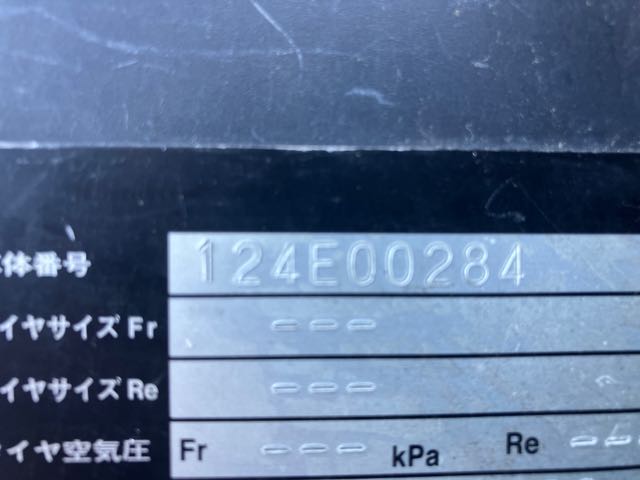 体番号 124E00284
イヤサイズ Fr ---
イヤサイズ Re ---
イヤ空気圧 Fr --- kPa Re ---